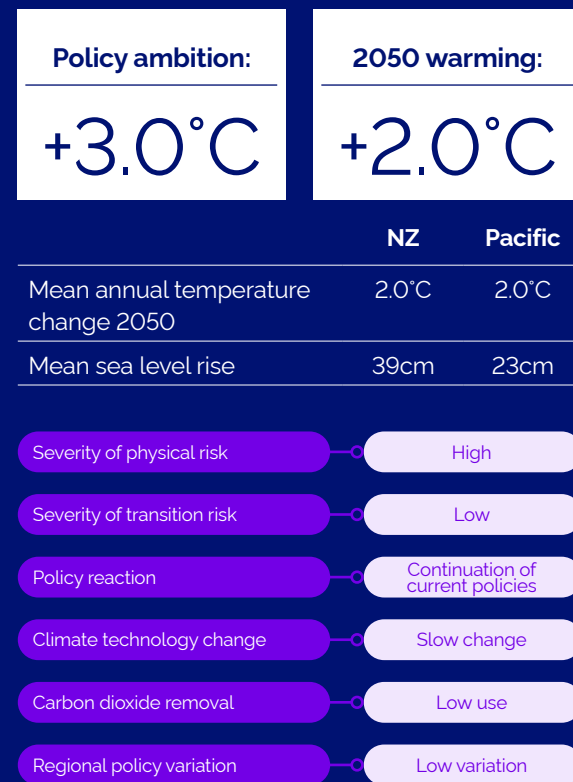 Policy ambition:
+3.0°C
2050 warming:
+2.0°C
NZ Pacific
Mean annual temperature 2.0°C 2.0°C
change 2050
Mean sea level rise 39cm 23cm
Severity of physical risk High
Severity of transition risk Low
Policy reaction Continuation of
current policies
Climate technology change Slow change
Carbon dioxide removal Low use
Regional policy variation Low variation